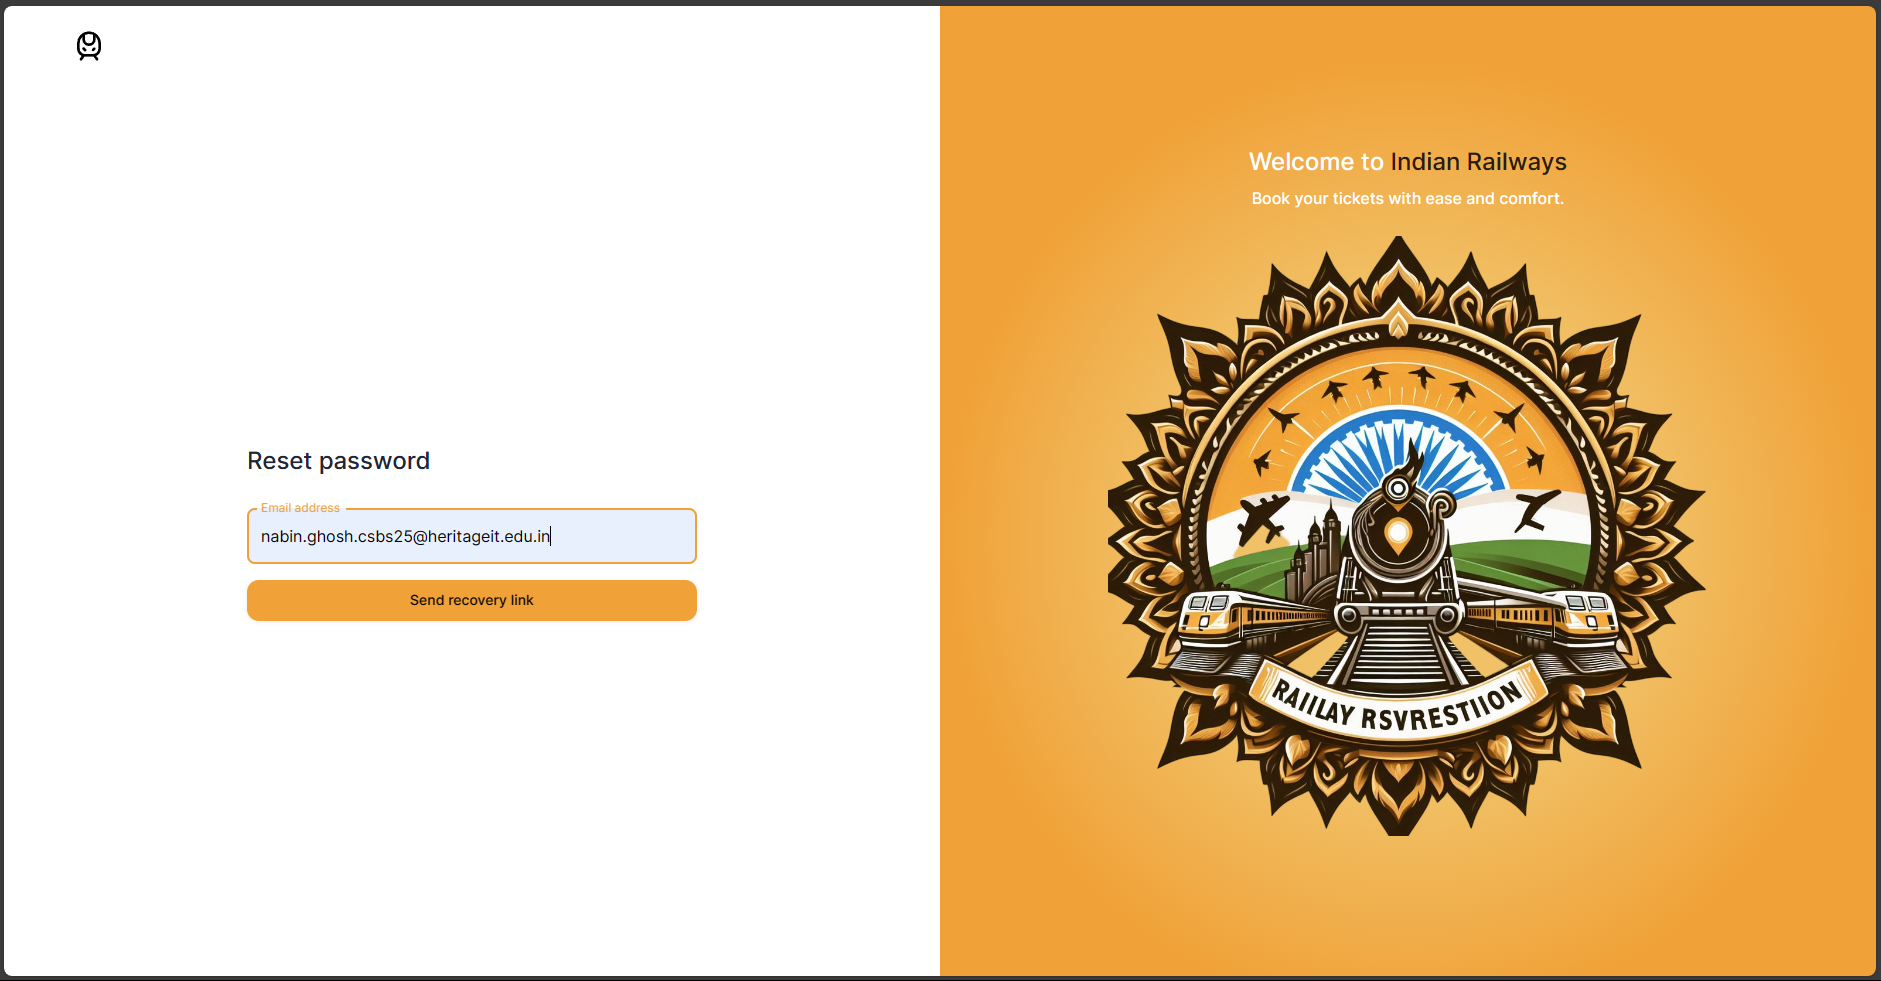 Reset password
Email address
nabin.ghosh.csbs25@heritageit.edu.in
Send recovery link
Welcome to Indian Railways
Book your tickets with ease and comfort.
RAIILAY RSVRESTIION